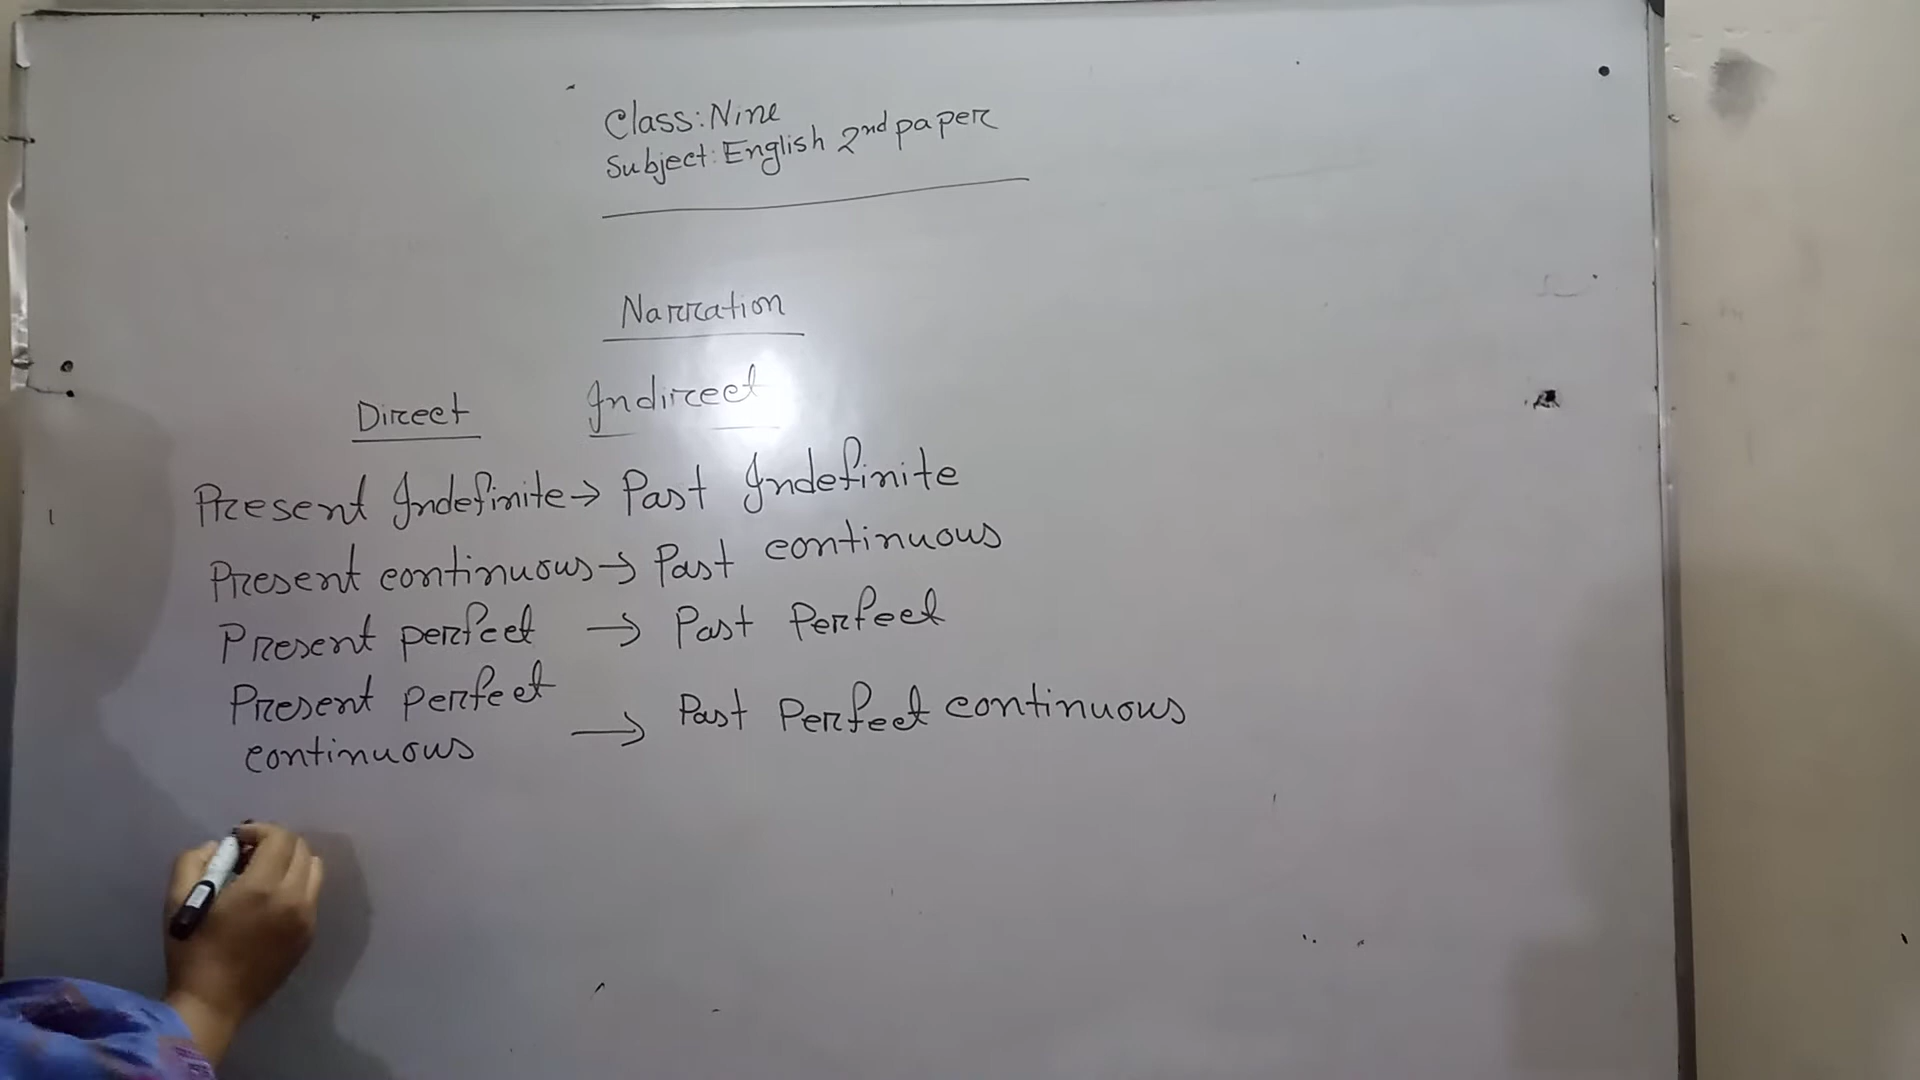 Class: Nine
Subject: English 2nd paper
Narration
Direct Indirect
Present Indefinite → Past Indefinite
Present continuous → Past continuous
Present perfect → Past Perfect
Present perfect
continuous → Past Perfect continuous